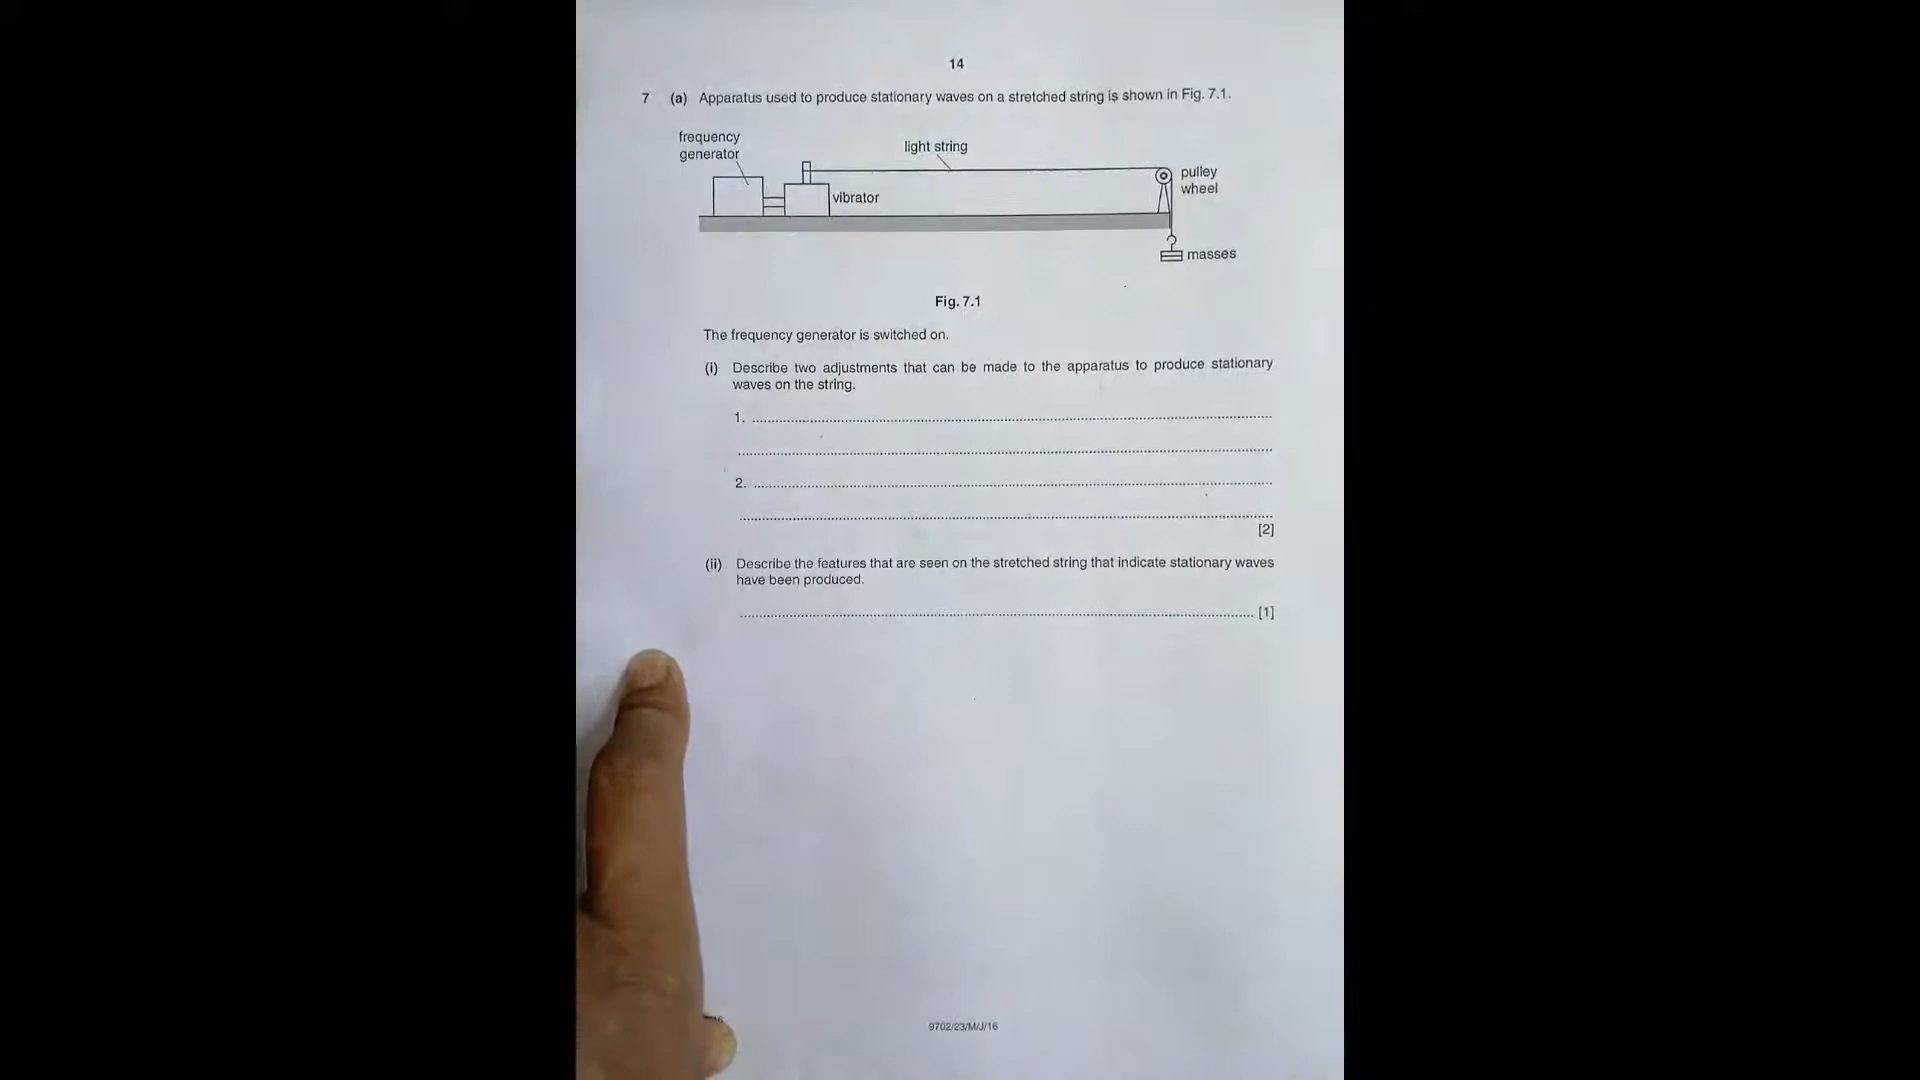 14
7 (a) Apparatus used to produce stationary waves on a stretched string is shown in Fig. 7.1.
frequency
generator
light string
pulley
wheel
vibrator
masses
Fig. 7.1
The frequency generator is switched on.
(i) Describe two adjustments that can be made to the apparatus to produce stationary
waves on the string.
1. ..........
..........
2. ..........
..........
[2]
(ii) Describe the features that are seen on the stretched string that indicate stationary waves
have been produced.
.......... [1]
9702/23/M/J/16